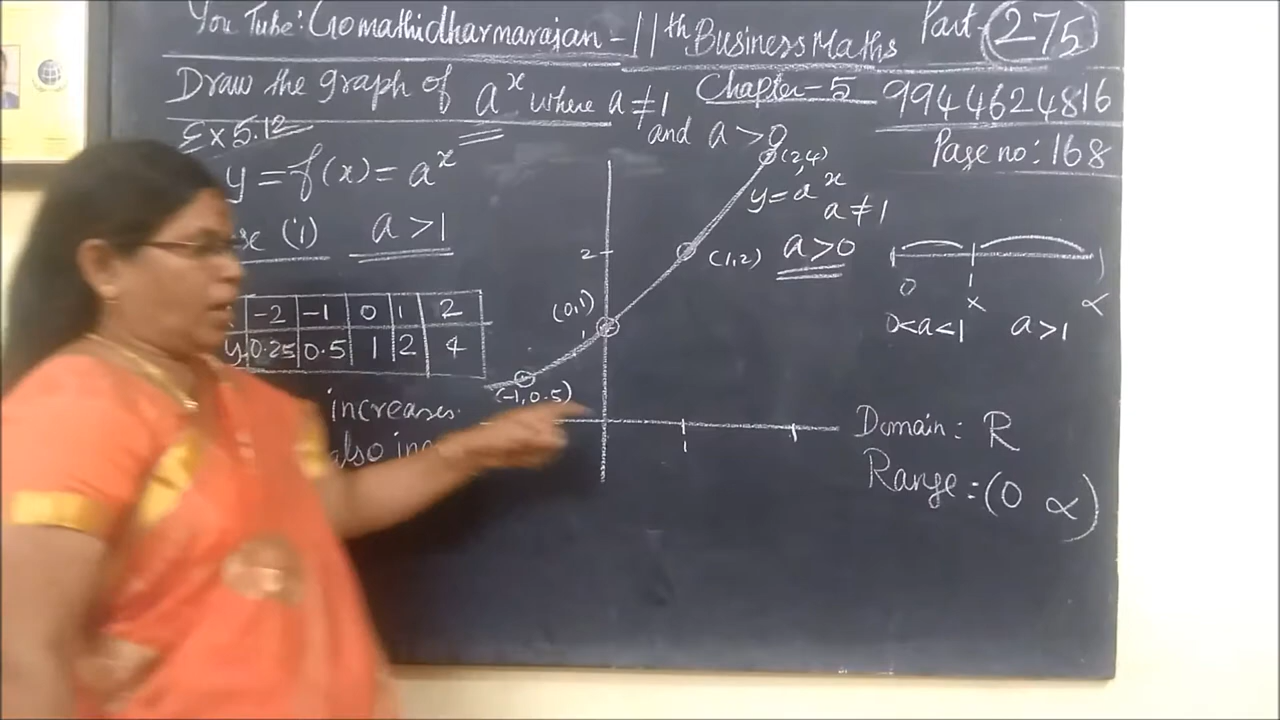 You Tube: Gomathidharmarajan - 11th Business Maths Part - 275
Draw the graph of a^x where a ≠ 1
and a > 0
Chapter - 5
9944624816
Page no: 168
Ex 5.12
y = f(x) = a^x
(i) a > 1
-2 -1 0 1 2
y 0.25 0.5 1 2 4
increases.
also
(2,4)
y = a^x
a ≠ 1
a > 0
2
(1,2)
(0,1)
1
(-1, 0.5)
1
0 α
0<a<1 a>1
Domain: R
Range: (0 α)